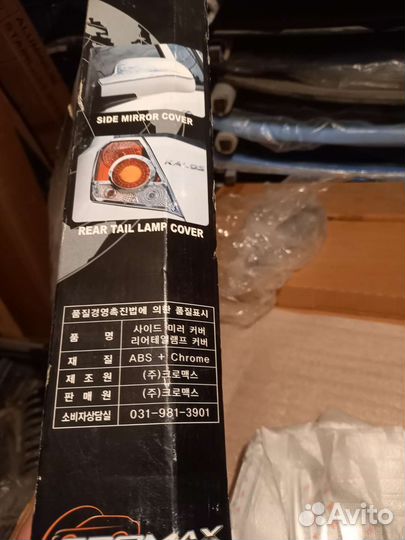 SIDE MIRROR COVER
KALOS
REAR TAIL LAMP COVER
품질경영촉진법에 의한 품질표시
품 명 사이드 미러 커버
리어테일램프 커버
재 질 ABS + Chrome
제 조 원 (주)크로맥스
판 매 원 (주)크로맥스
소비자상담실 031-981-3901
Avito